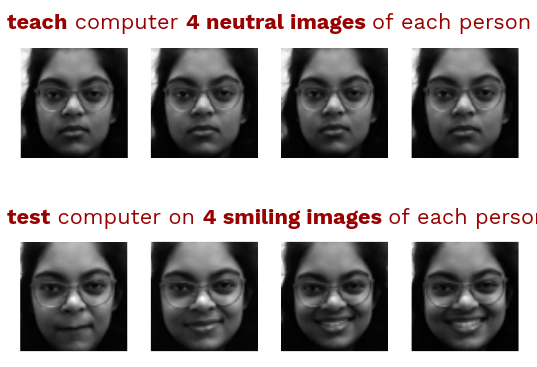 teach computer 4 neutral images of each person
test computer on 4 smiling images of each person